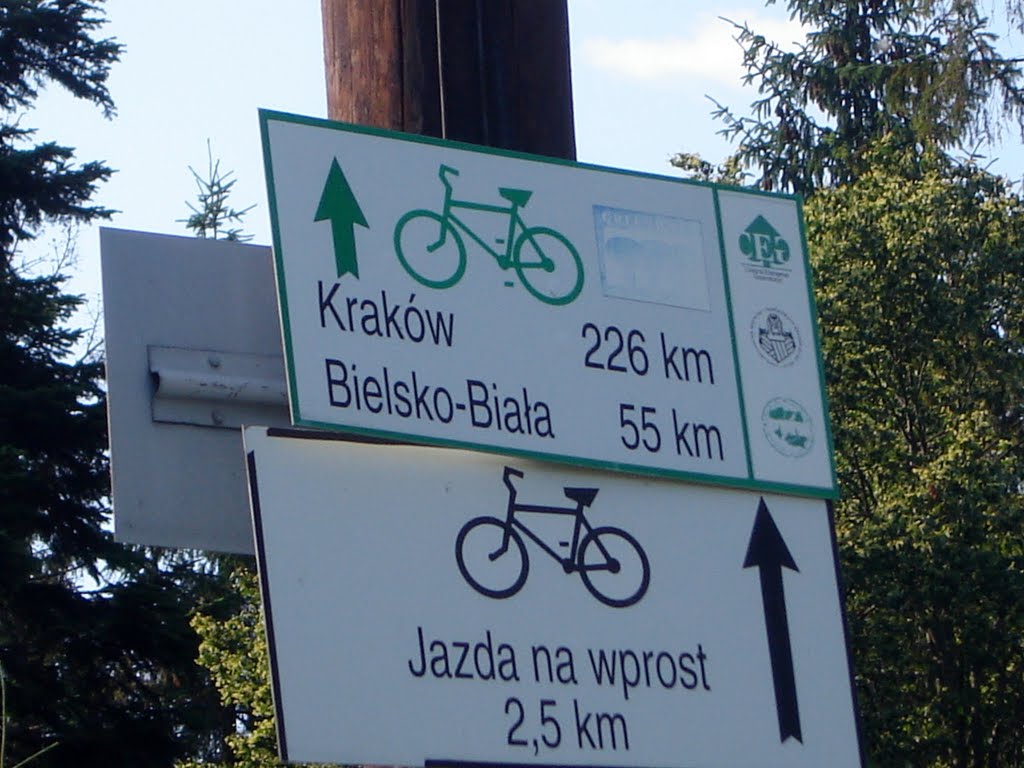 Kraków 226 km
Bielsko-Biała 55 km
Jazda na wprost
2,5 km